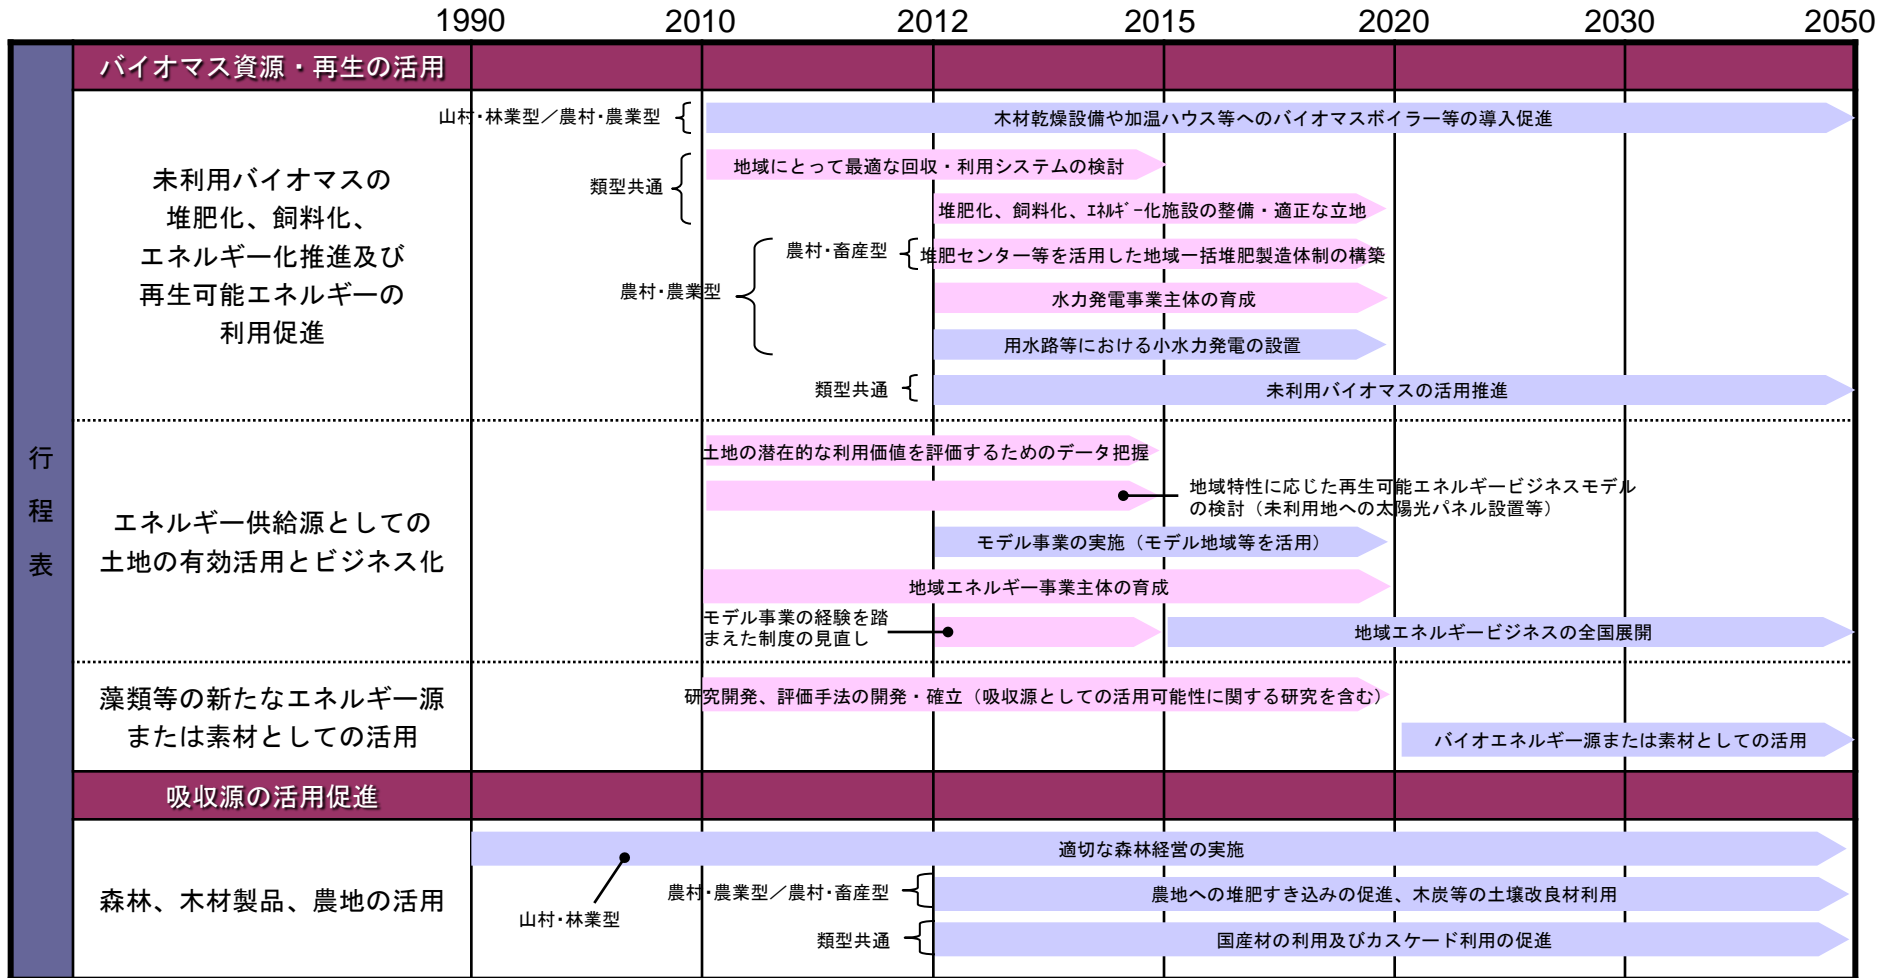 1990 2010 2012 2015 2020 2030 2050
行程表
バイオマス資源・再生の活用
未利用バイオマスの
堆肥化、飼料化、
エネルギー化推進及び
再生可能エネルギーの
利用促進
山村・林業型／農村・農業型
木材乾燥設備や加温ハウス等へのバイオマスボイラー等の導入促進
類型共通
地域にとって最適な回収・利用システムの検討
堆肥化、飼料化、ｴﾈﾙｷﾞｰ化施設の整備・適正な立地
農村・畜産型
堆肥センター等を活用した地域一括堆肥製造体制の構築
農村・農業型
水力発電事業主体の育成
用水路等における小水力発電の設置
類型共通
未利用バイオマスの活用推進
エネルギー供給源としての
土地の有効活用とビジネス化
土地の潜在的な利用価値を評価するためのデータ把握
地域特性に応じた再生可能エネルギービジネスモデル
の検討（未利用地への太陽光パネル設置等）
モデル事業の実施（モデル地域等を活用）
地域エネルギー事業主体の育成
モデル事業の経験を踏
まえた制度の見直し
地域エネルギービジネスの全国展開
藻類等の新たなエネルギー源
または素材としての活用
研究開発、評価手法の開発・確立（吸収源としての活用可能性に関する研究を含む）
バイオエネルギー源または素材としての活用
吸収源の活用促進
森林、木材製品、農地の活用
適切な森林経営の実施
山村・林業型
農村・農業型／農村・畜産型
農地への堆肥すき込みの促進、木炭等の土壌改良材利用
類型共通
国産材の利用及びカスケード利用の促進